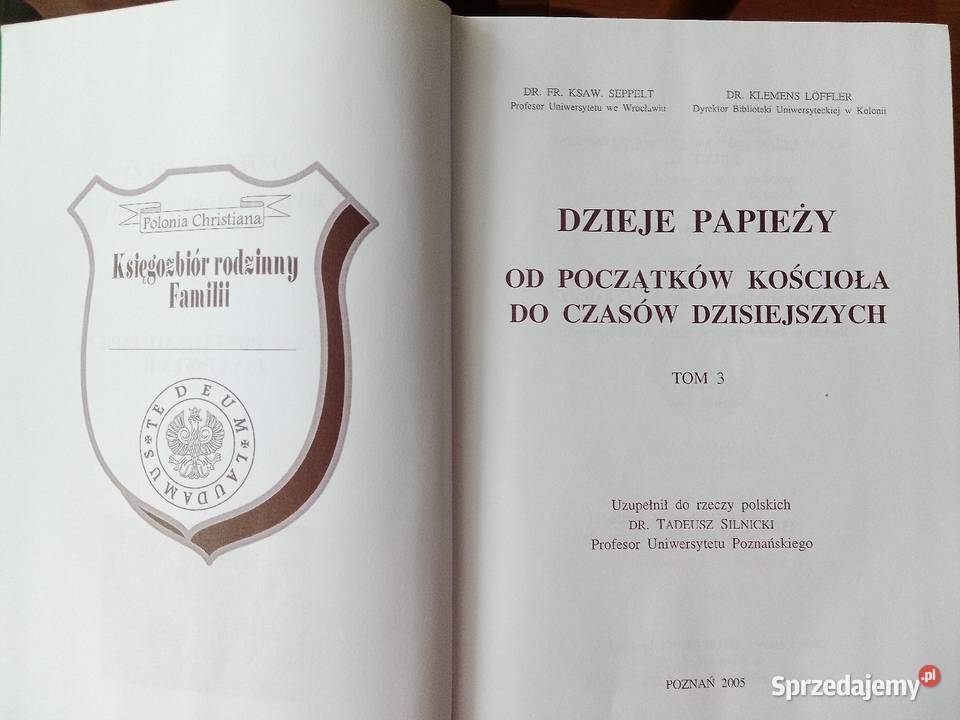 Polonia Christiana
Księgozbiór rodzinny
Familii
TE DEUM LAUDAMUS
DR. FR. KSAW. SEPPELT
Profesor Uniwersytetu we Wrocławiu
DR. KLEMENS LÖFFLER
Dyrektor Biblioteki Uniwersyteckiej w Kolonii
DZIEJE PAPIEŻY
OD POCZĄTKÓW KOŚCIOŁA
DO CZASÓW DZISIEJSZYCH
TOM 3
Uzupełnił do rzeczy polskich
DR. TADEUSZ SILNICKI
Profesor Uniwersytetu Poznańskiego
POZNAŃ 2005
Sprzedajemy.pl